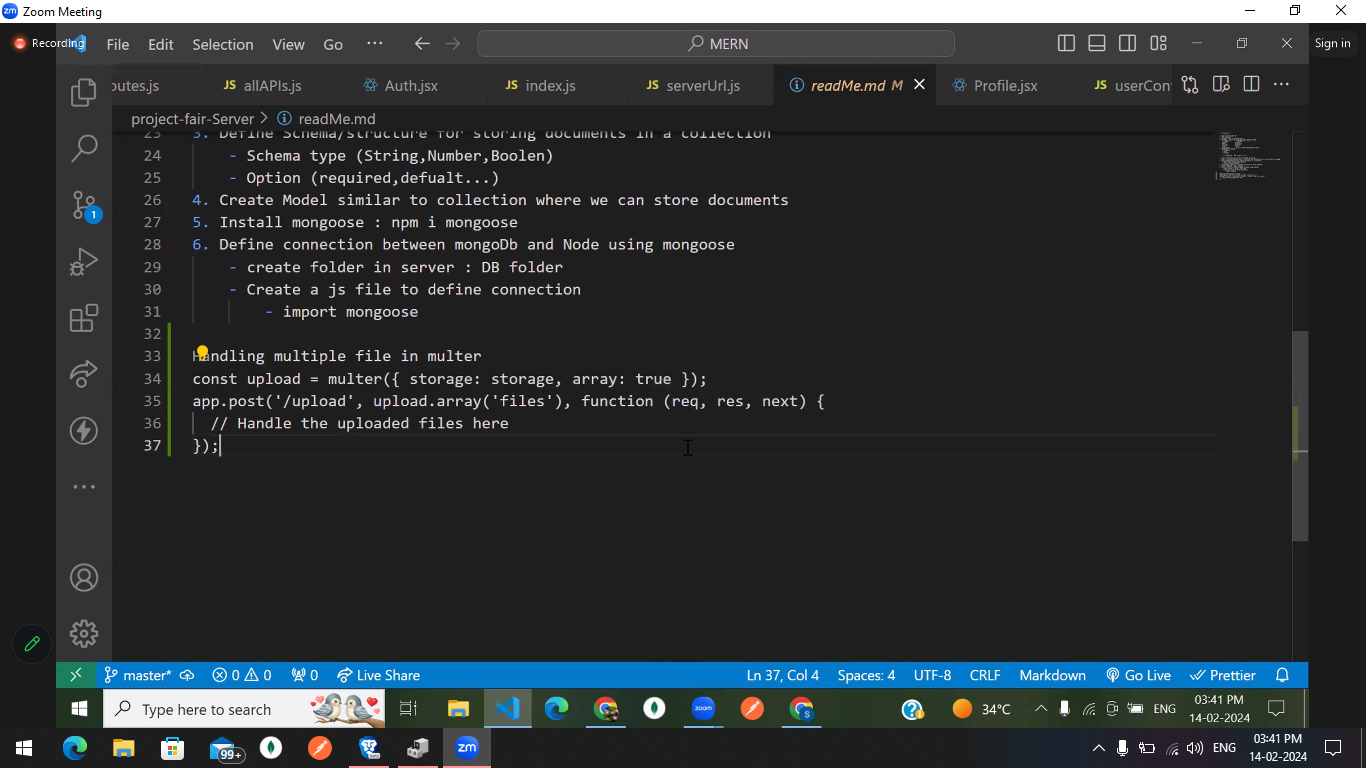 Zoom Meeting
Recording
File Edit Selection View Go ... MERN Sign in
outes.js allAPIs.js Auth.jsx index.js serverUrl.js readMe.md M Profile.jsx userCon
project-fair-Server > readMe.md
23 3. Define Schema/structure for storing documents in a collection
24 - Schema type (String,Number,Boolen)
25 - Option (required,defualt...)
26 4. Create Model similar to collection where we can store documents
27 5. Install mongoose : npm i mongoose
28 6. Define connection between mongoDb and Node using mongoose
29 - create folder in server : DB folder
30 - Create a js file to define connection
31 - import mongoose
32
33 Handling multiple file in multer
34 const upload = multer({ storage: storage, array: true });
35 app.post('/upload', upload.array('files'), function (req, res, next) {
36 // Handle the uploaded files here
37 });
1
master* 0 0 0 Live Share Ln 37, Col 4 Spaces: 4 UTF-8 CRLF Markdown Go Live Prettier
Type here to search zoom 34°C ENG 03:41 PM
14-02-2024
99+ zm ENG 03:41 PM
14-02-2024